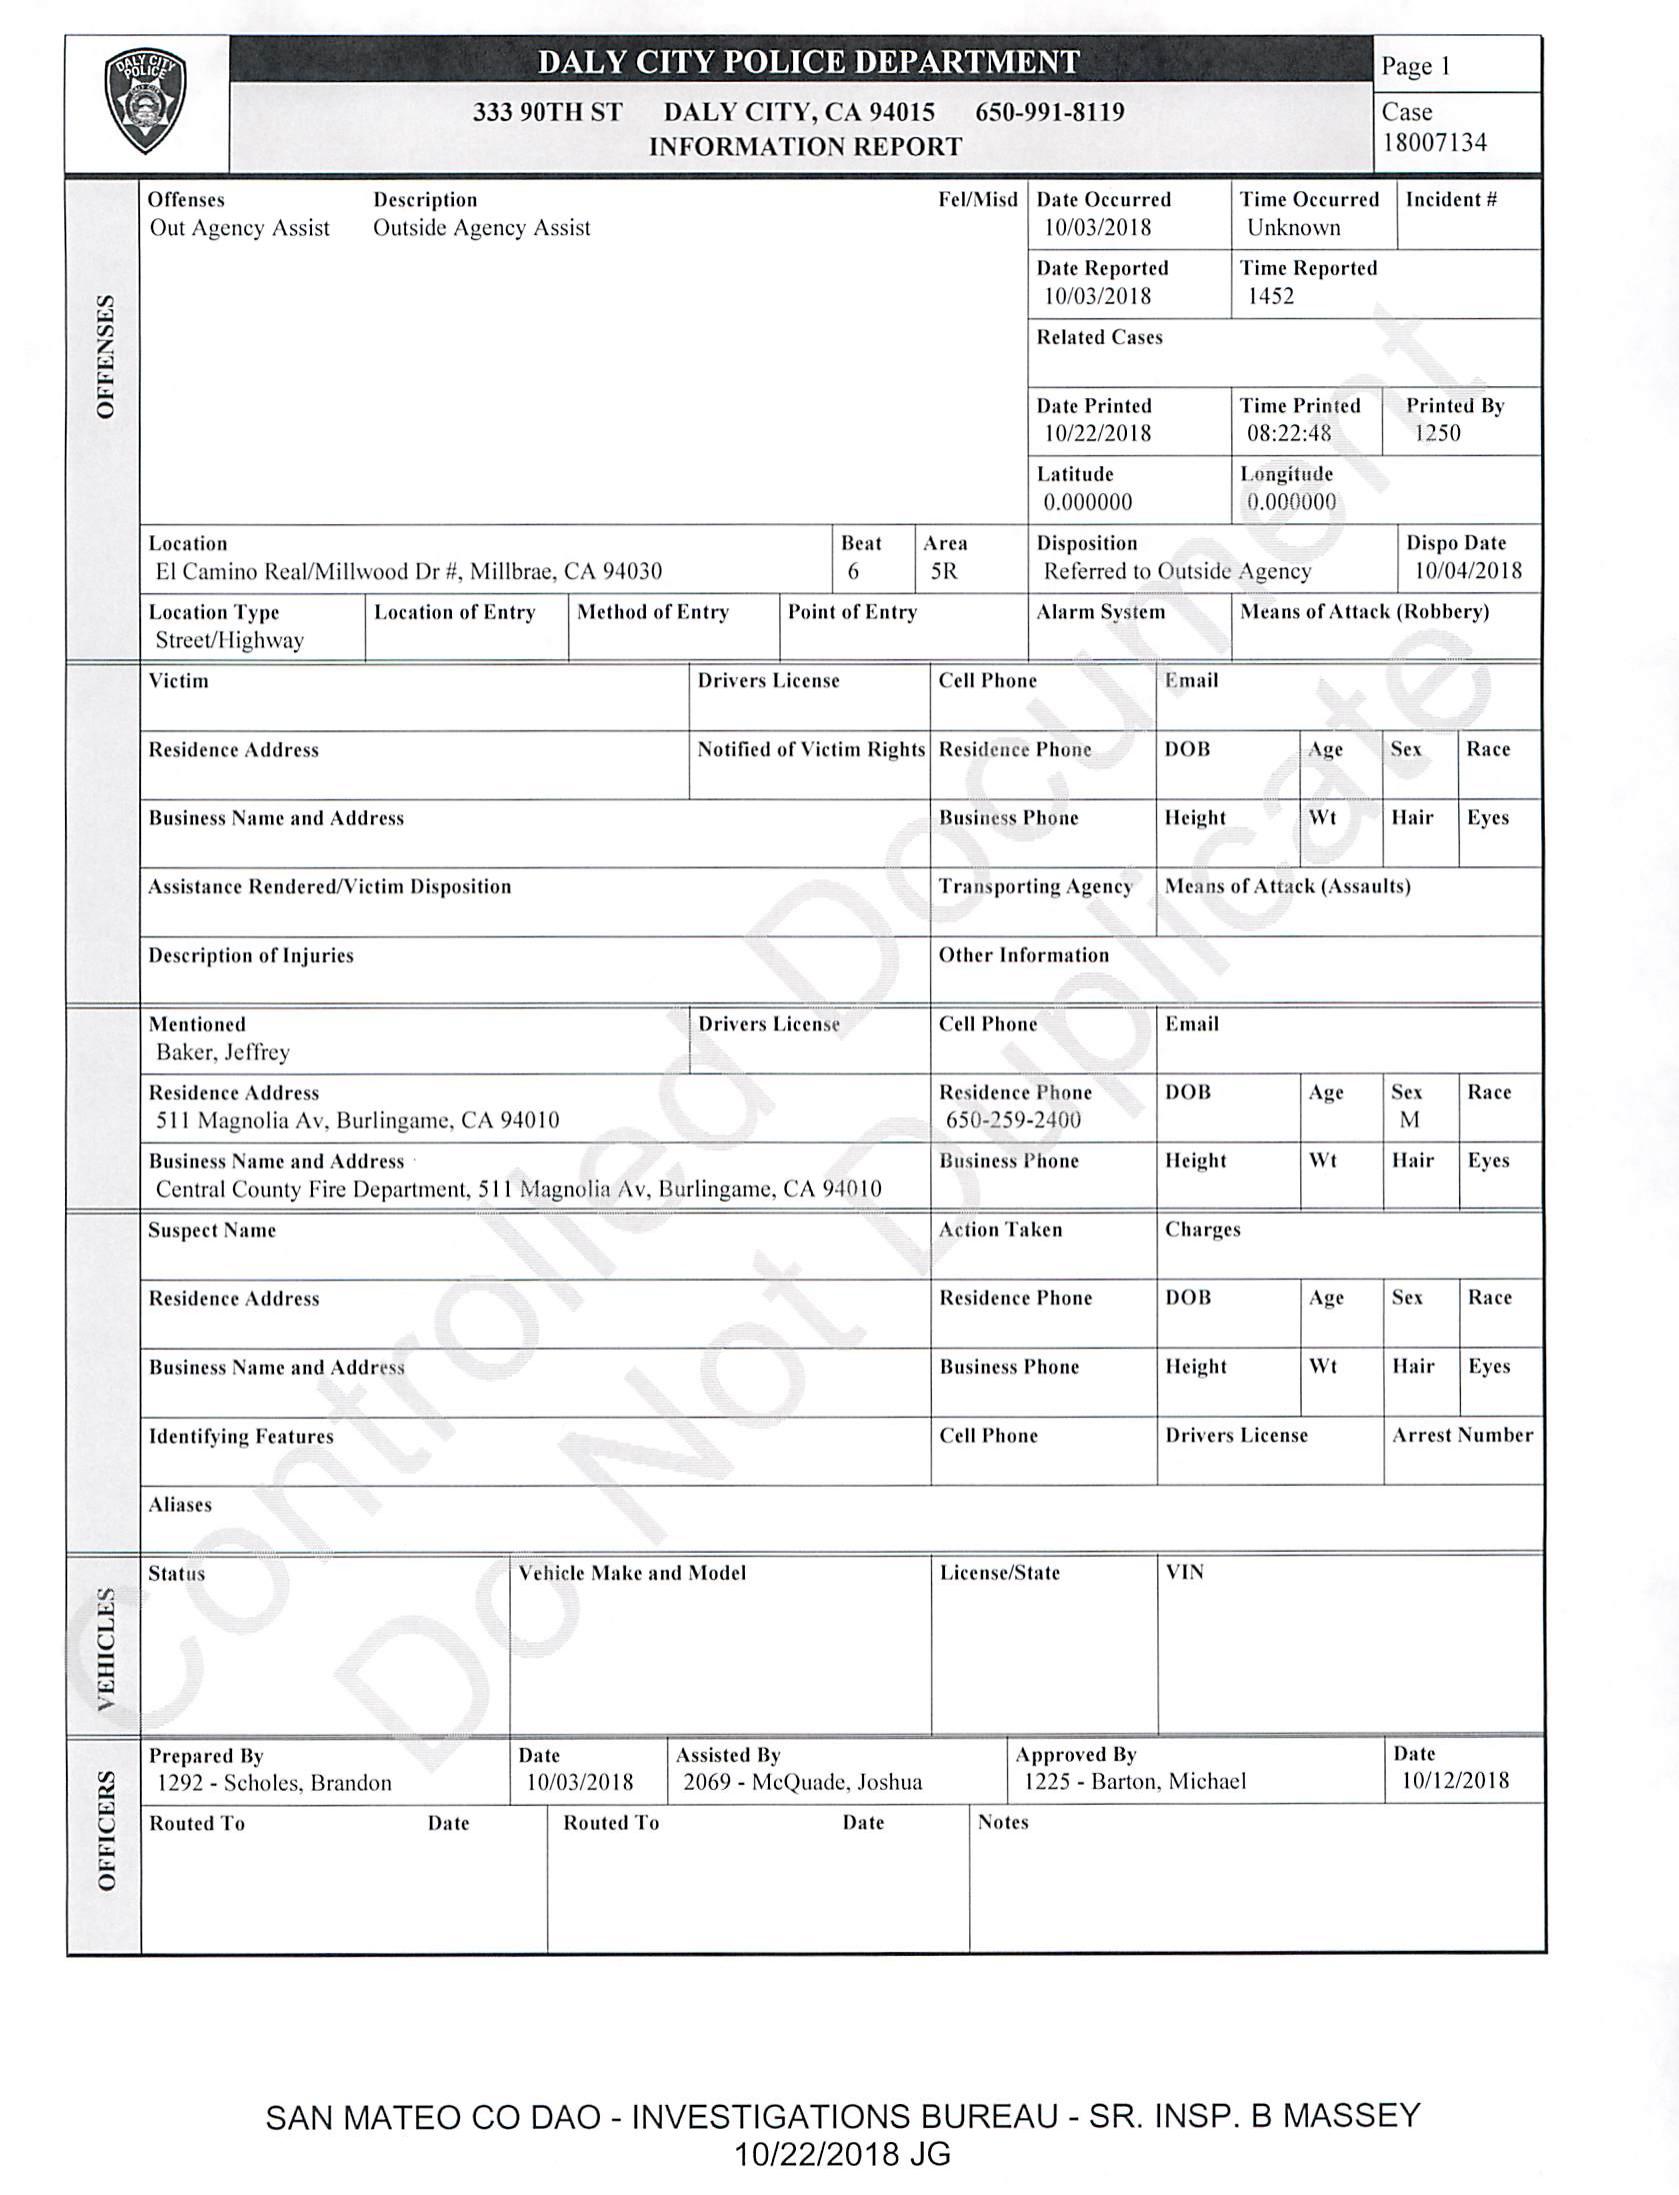 DALY CITY
POLICE
DALY CITY POLICE DEPARTMENT
Page 1
333 90TH ST DALY CITY, CA 94015 650-991-8119
INFORMATION REPORT
Case
18007134
OFFENSES
Offenses Description Fel/Misd
Out Agency Assist Outside Agency Assist
Date Occurred Time Occurred Incident #
10/03/2018 Unknown
Date Reported Time Reported
10/03/2018 1452
Related Cases
Date Printed Time Printed Printed By
10/22/2018 08:22:48 1250
Latitude Longitude
0.000000 0.000000
Location Beat Area Disposition Dispo Date
El Camino Real/Millwood Dr #, Millbrae, CA 94030 6 5R Referred to Outside Agency 10/04/2018
Location Type Location of Entry Method of Entry Point of Entry Alarm System Means of Attack (Robbery)
Street/Highway
Victim Drivers License Cell Phone Email
Residence Address Notified of Victim Rights Residence Phone DOB Age Sex Race
Business Name and Address Business Phone Height Wt Hair Eyes
Assistance Rendered/Victim Disposition Transporting Agency Means of Attack (Assaults)
Description of Injuries Other Information
Mentioned Drivers License Cell Phone Email
Baker, Jeffrey
Residence Address Residence Phone DOB Age Sex Race
511 Magnolia Av, Burlingame, CA 94010 650-259-2400 M
Business Name and Address Business Phone Height Wt Hair Eyes
Central County Fire Department, 511 Magnolia Av, Burlingame, CA 94010
Suspect Name Action Taken Charges
Residence Address Residence Phone DOB Age Sex Race
Business Name and Address Business Phone Height Wt Hair Eyes
Identifying Features Cell Phone Drivers License Arrest Number
Aliases
VEHICLES
Status Vehicle Make and Model License/State VIN
OFFICERS
Prepared By Date Assisted By Approved By Date
1292 - Scholes, Brandon 10/03/2018 2069 - McQuade, Joshua 1225 - Barton, Michael 10/12/2018
Routed To Date Routed To Date Notes
Controlled Document
Do Not Duplicate
SAN MATEO CO DAO - INVESTIGATIONS BUREAU - SR. INSP. B MASSEY
10/22/2018 JG